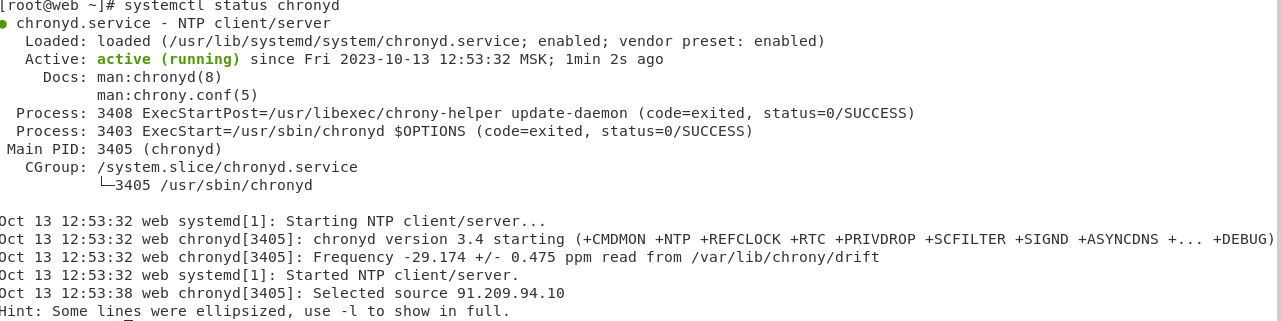 [root@web ~]# systemctl status chronyd
● chronyd.service - NTP client/server
   Loaded: loaded (/usr/lib/systemd/system/chronyd.service; enabled; vendor preset: enabled)
   Active: active (running) since Fri 2023-10-13 12:53:32 MSK; 1min 2s ago
     Docs: man:chronyd(8)
           man:chrony.conf(5)
  Process: 3408 ExecStartPost=/usr/libexec/chrony-helper update-daemon (code=exited, status=0/SUCCESS)
  Process: 3403 ExecStart=/usr/sbin/chronyd $OPTIONS (code=exited, status=0/SUCCESS)
 Main PID: 3405 (chronyd)
   CGroup: /system.slice/chronyd.service
           └─3405 /usr/sbin/chronyd
Oct 13 12:53:32 web systemd[1]: Starting NTP client/server...
Oct 13 12:53:32 web chronyd[3405]: chronyd version 3.4 starting (+CMDMON +NTP +REFCLOCK +RTC +PRIVDROP +SCFILTER +SIGND +ASYNCDNS +... +DEBUG)
Oct 13 12:53:32 web chronyd[3405]: Frequency -29.174 +/- 0.475 ppm read from /var/lib/chrony/drift
Oct 13 12:53:32 web systemd[1]: Started NTP client/server.
Oct 13 12:53:38 web chronyd[3405]: Selected source 91.209.94.10
Hint: Some lines were ellipsized, use -l to show in full.